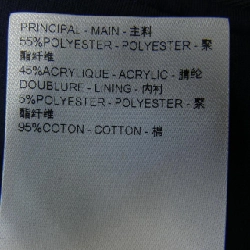 PRINCIPAL - MAIN - 主料
55%POLYESTER - POLYESTER - 聚
酯纤维
45%ACRYLIQUE - ACRYLIC - 腈纶
DOUBLURE - LINING - 内衬
5%POLYESTER - POLYESTER - 聚
酯纤维
95%COTON - COTTON - 棉